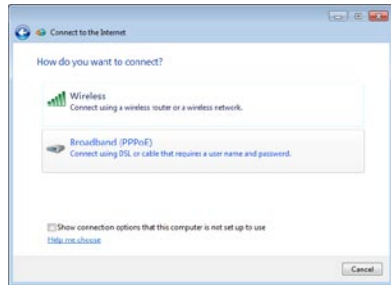 Connect to the Internet
How do you want to connect?
Wireless
Connect using a wireless router or a wireless network.
Broadband (PPPoE)
Connect using DSL or cable that requires a user name and password.
Show connection options that this computer is not set up to use
Help me choose
Cancel